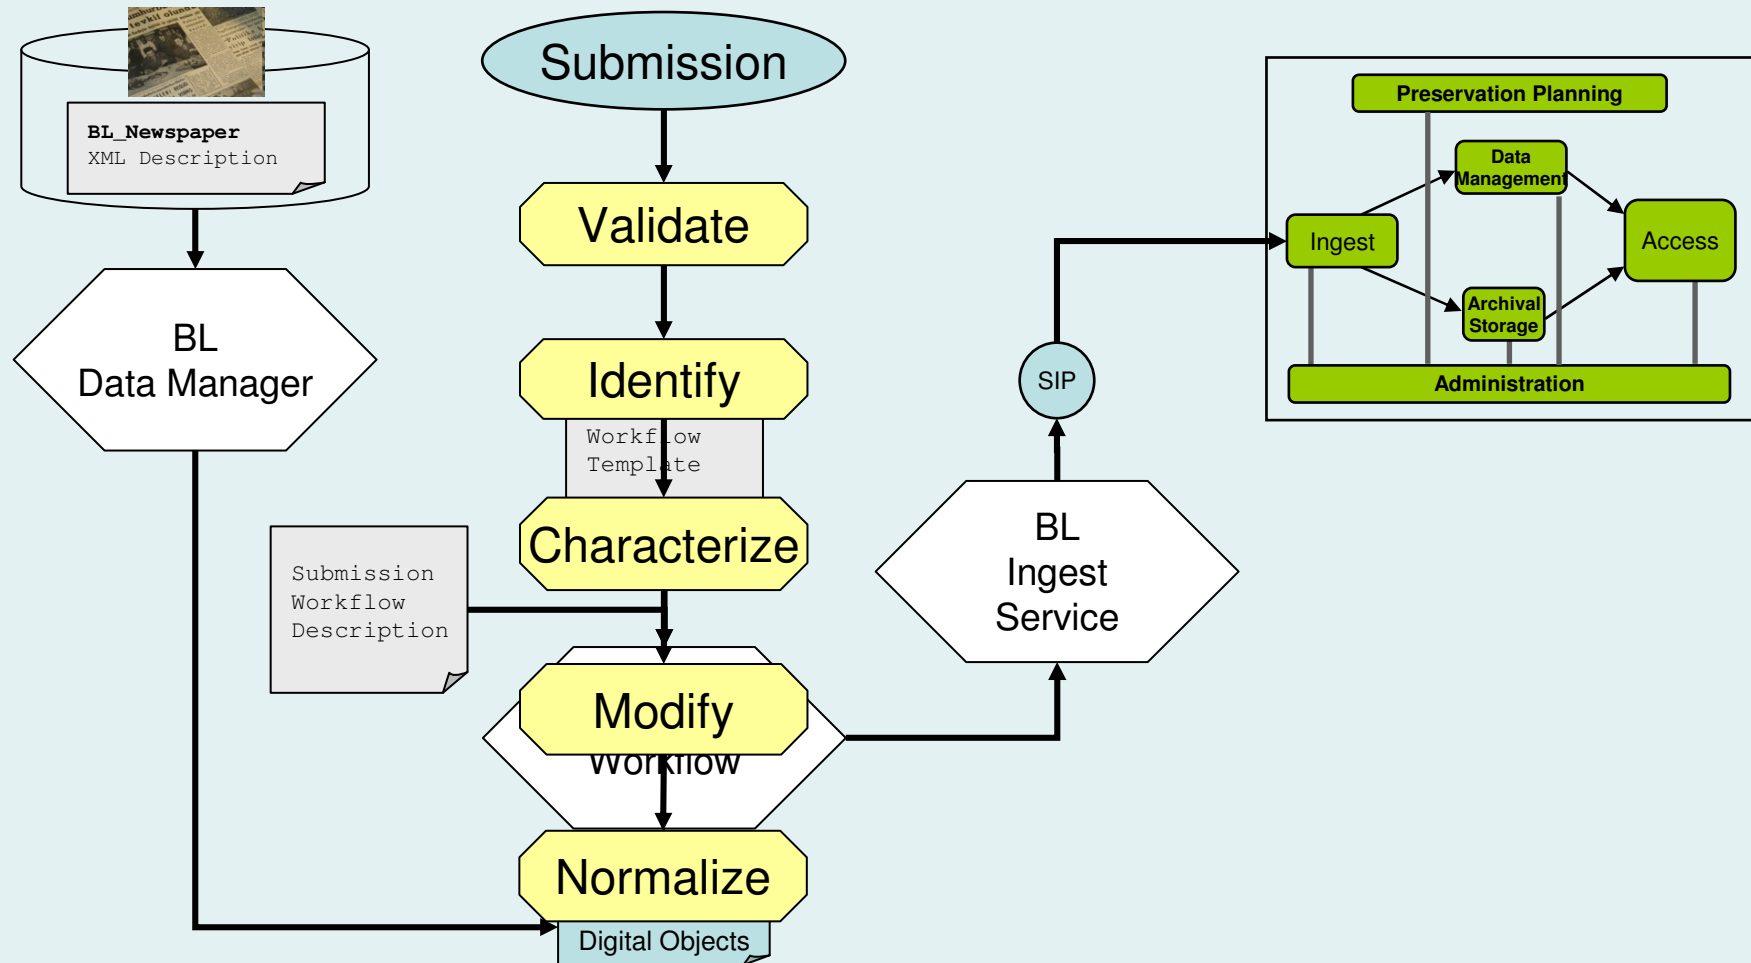 BL_Newspaper
XML Description
BL
Data Manager
Submission
Validate
Identify
Workflow
Template
Characterize
Submission
Workflow
Description
Modify
Workflow
Normalize
Digital Objects
BL
Ingest
Service
SIP
Preservation Planning
Data
Management
Ingest
Access
Archival
Storage
Administration